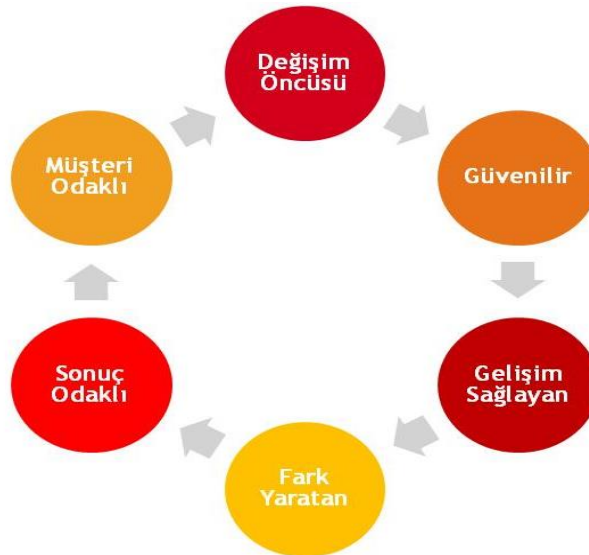 Değişim
Öncüsü
Güvenilir
Gelişim
Sağlayan
Fark
Yaratan
Sonuç
Odaklı
Müşteri
Odaklı